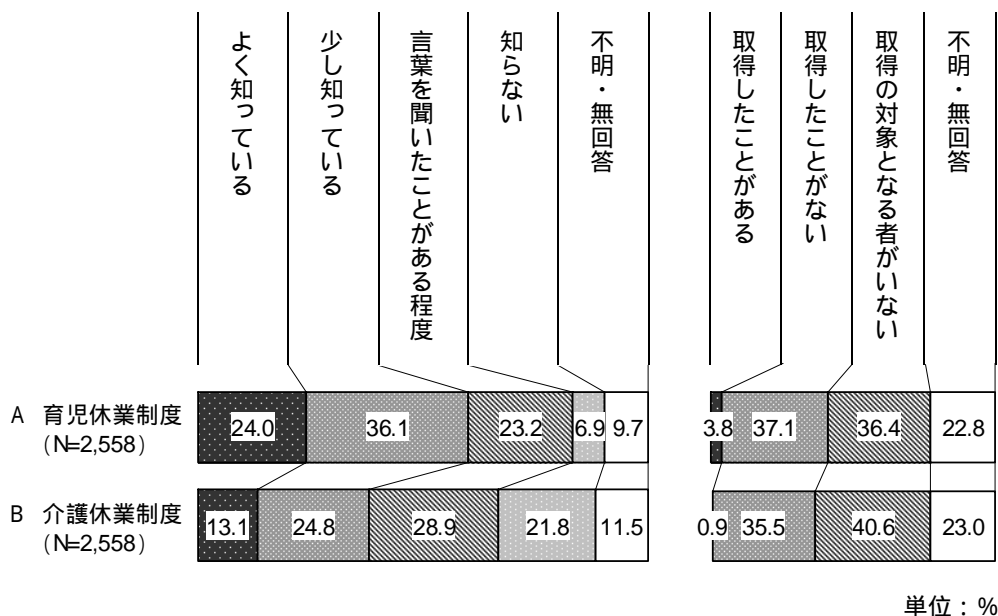 よく知っている
少し知っている
言葉を聞いたことがある程度
知らない
不明・無回答
取得したことがある
取得したことがない
取得の対象となる者がいない
不明・無回答
A 育児休業制度
(N=2,558)
24.0 36.1 23.2 6.9 9.7 3.8 37.1 36.4 22.8
B 介護休業制度
(N=2,558)
13.1 24.8 28.9 21.8 11.5 0.9 35.5 40.6 23.0
単位:%